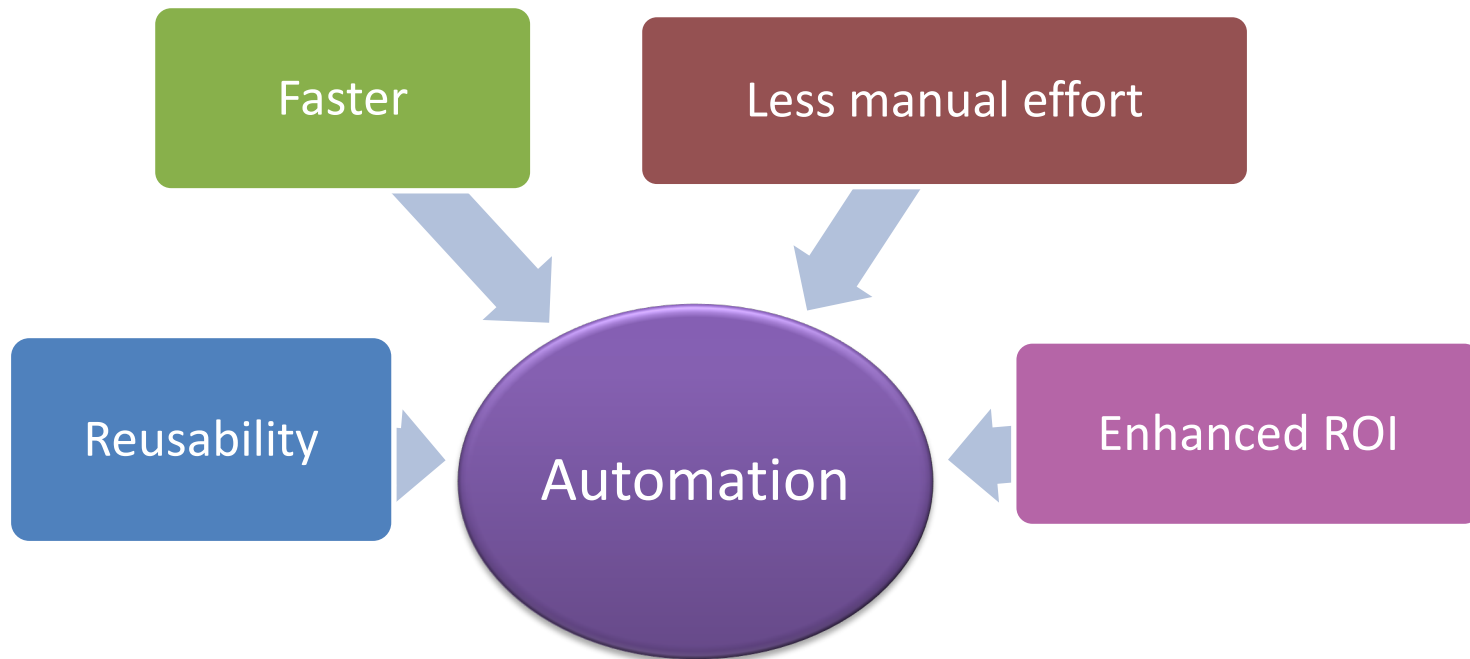 Faster
Less manual effort
Reusability
Automation
Enhanced ROI